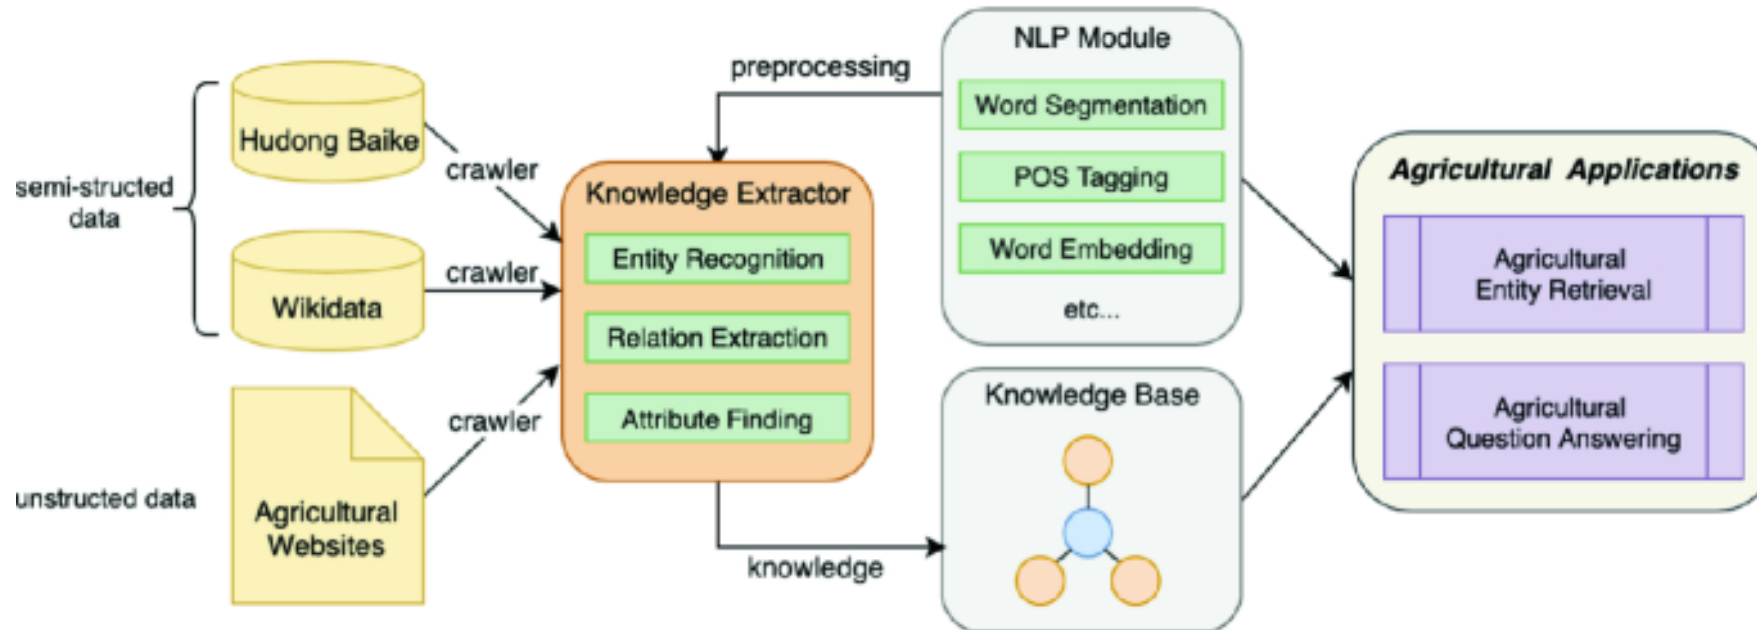 semi-structed
data
unstructed data
Hudong Baike
Wikidata
Agricultural
Websites
crawler
crawler
crawler
preprocessing
Knowledge Extractor
Entity Recognition
Relation Extraction
Attribute Finding
knowledge
NLP Module
Word Segmentation
POS Tagging
Word Embedding
etc...
Knowledge Base
Agricultural Applications
Agricultural
Entity Retrieval
Agricultural
Question Answering